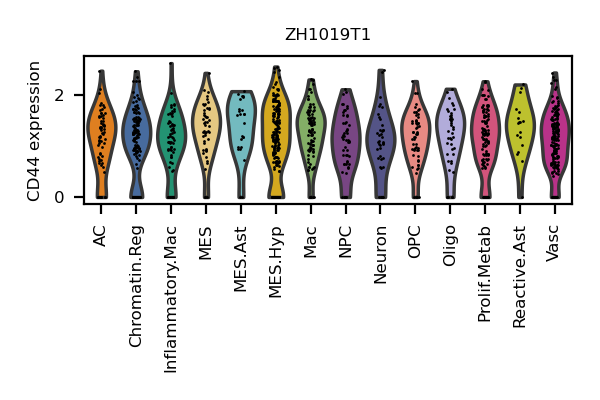 ZH1019T1
CD44 expression
2
0
AC
Chromatin.Reg
Inflammatory.Mac
MES
MES.Ast
MES.Hyp
Mac
NPC
Neuron
OPC
Oligo
Prolif.Metab
Reactive.Ast
Vasc